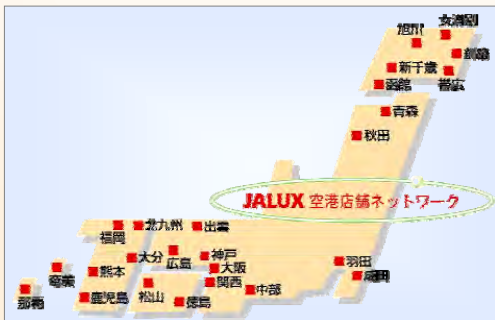 女満別
旭川
釧路
新千歳
函館
帯広
青森
秋田
JALUX 空港店舗ネットワーク
北九州
出雲
福岡
大分
広島
神戸
大阪
羽田
成田
奄美
熊本
関西
中部
那覇
鹿児島
松山
徳島